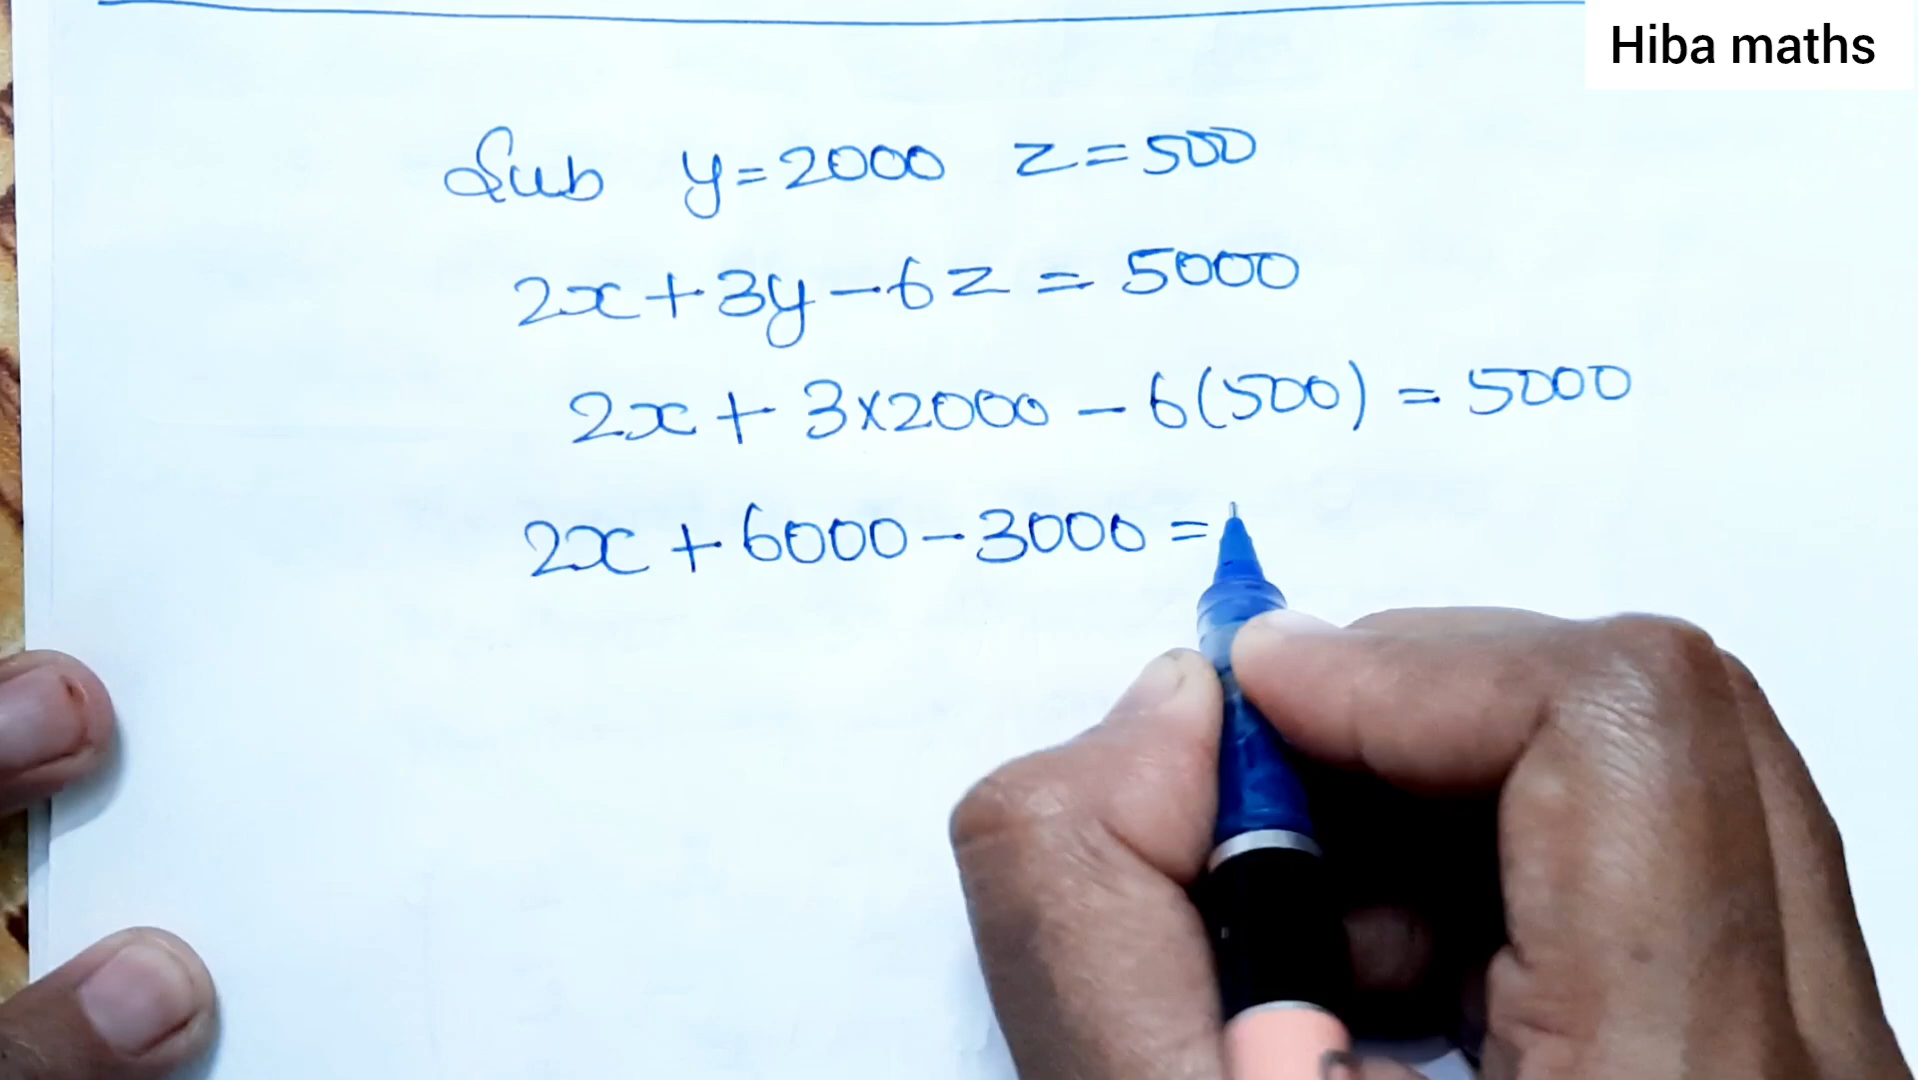 Hiba maths
Sub y=2000 z=500
2x+3y-6z = 5000
2x + 3x2000 - 6(500) = 5000
2x + 6000-3000 =